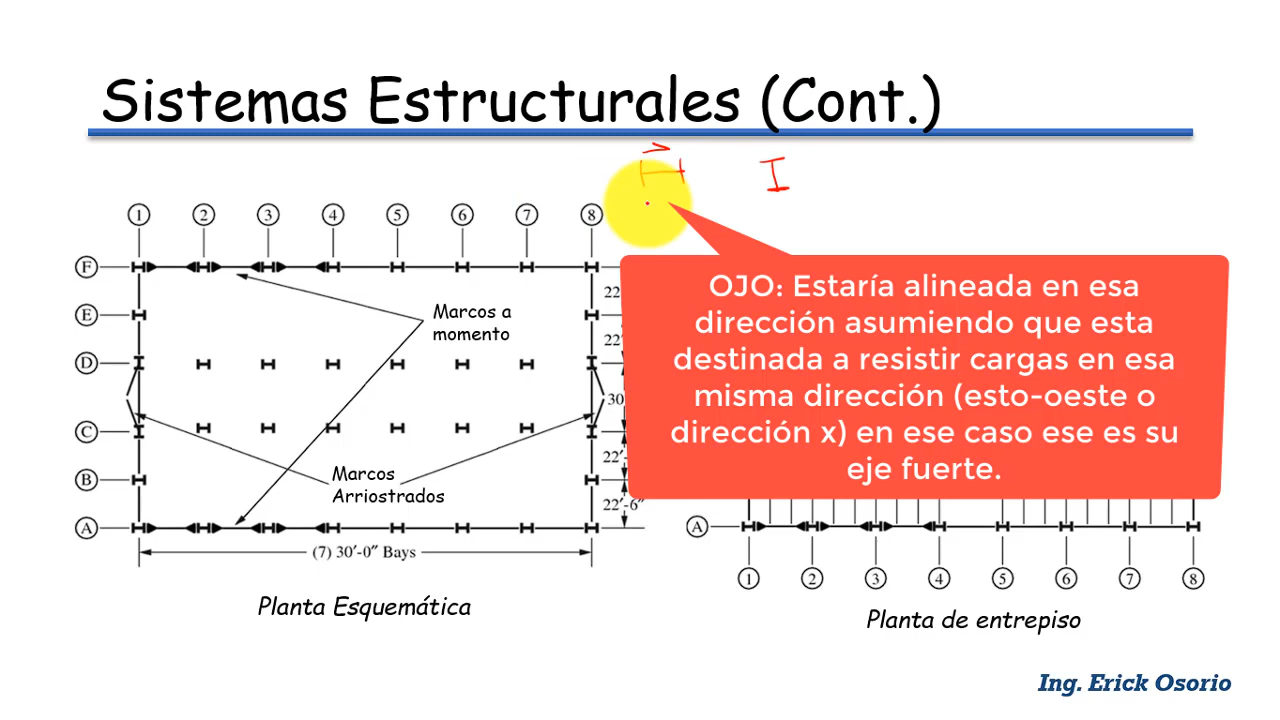 Sistemas Estructurales (Cont.)
H I
1 2 3 4 5 6 7 8
F
E
D
C
B
A
Marcos a
momento
Marcos
Arriostrados
22'
30
22'-
22'-6"
(7) 30'-0" Bays
Planta Esquemática
OJO: Estaría alineada en esa
dirección asumiendo que esta
destinada a resistir cargas en esa
misma dirección (esto-oeste o
dirección x) en ese caso ese es su
eje fuerte.
A
1 2 3 4 5 6 7 8
Planta de entrepiso
Ing. Erick Osorio